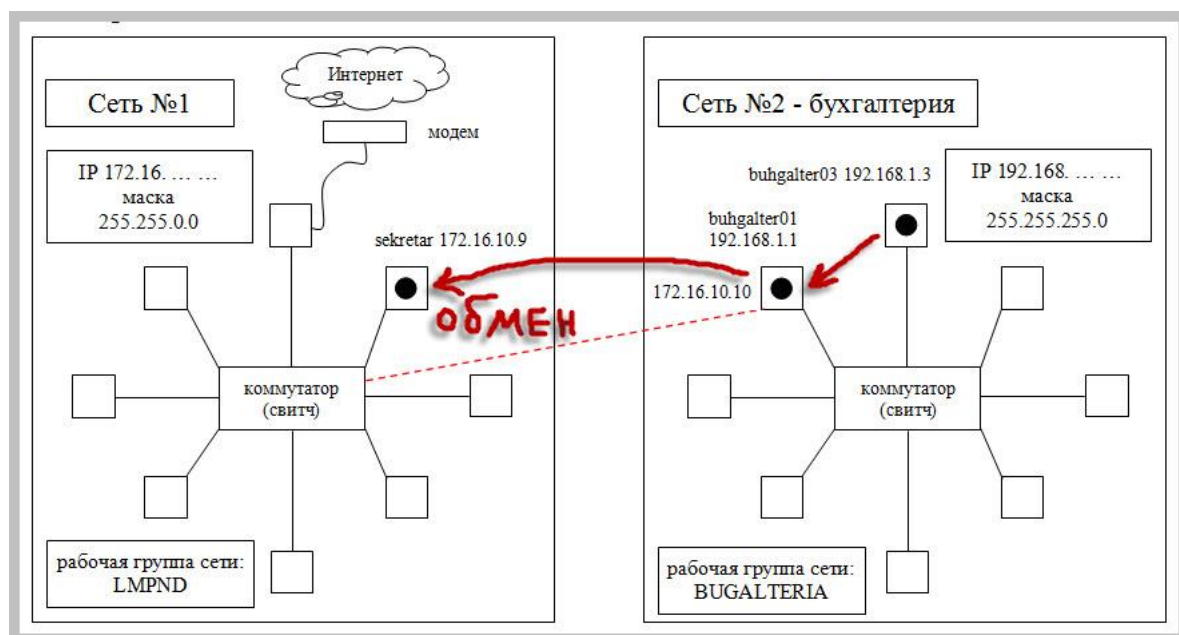 Интернет
Сеть №1
модем
IP 172.16. … …
маска
255.255.0.0
sekretar 172.16.10.9
коммутатор
(свитч)
рабочая группа сети:
LMPND
ОБМЕН
Сеть №2 - бухгалтерия
buhgalter03 192.168.1.3
IP 192.168. … …
маска
255.255.255.0
buhgalter01
192.168.1.1
172.16.10.10
коммутатор
(свитч)
рабочая группа сети:
BUGALTERIA